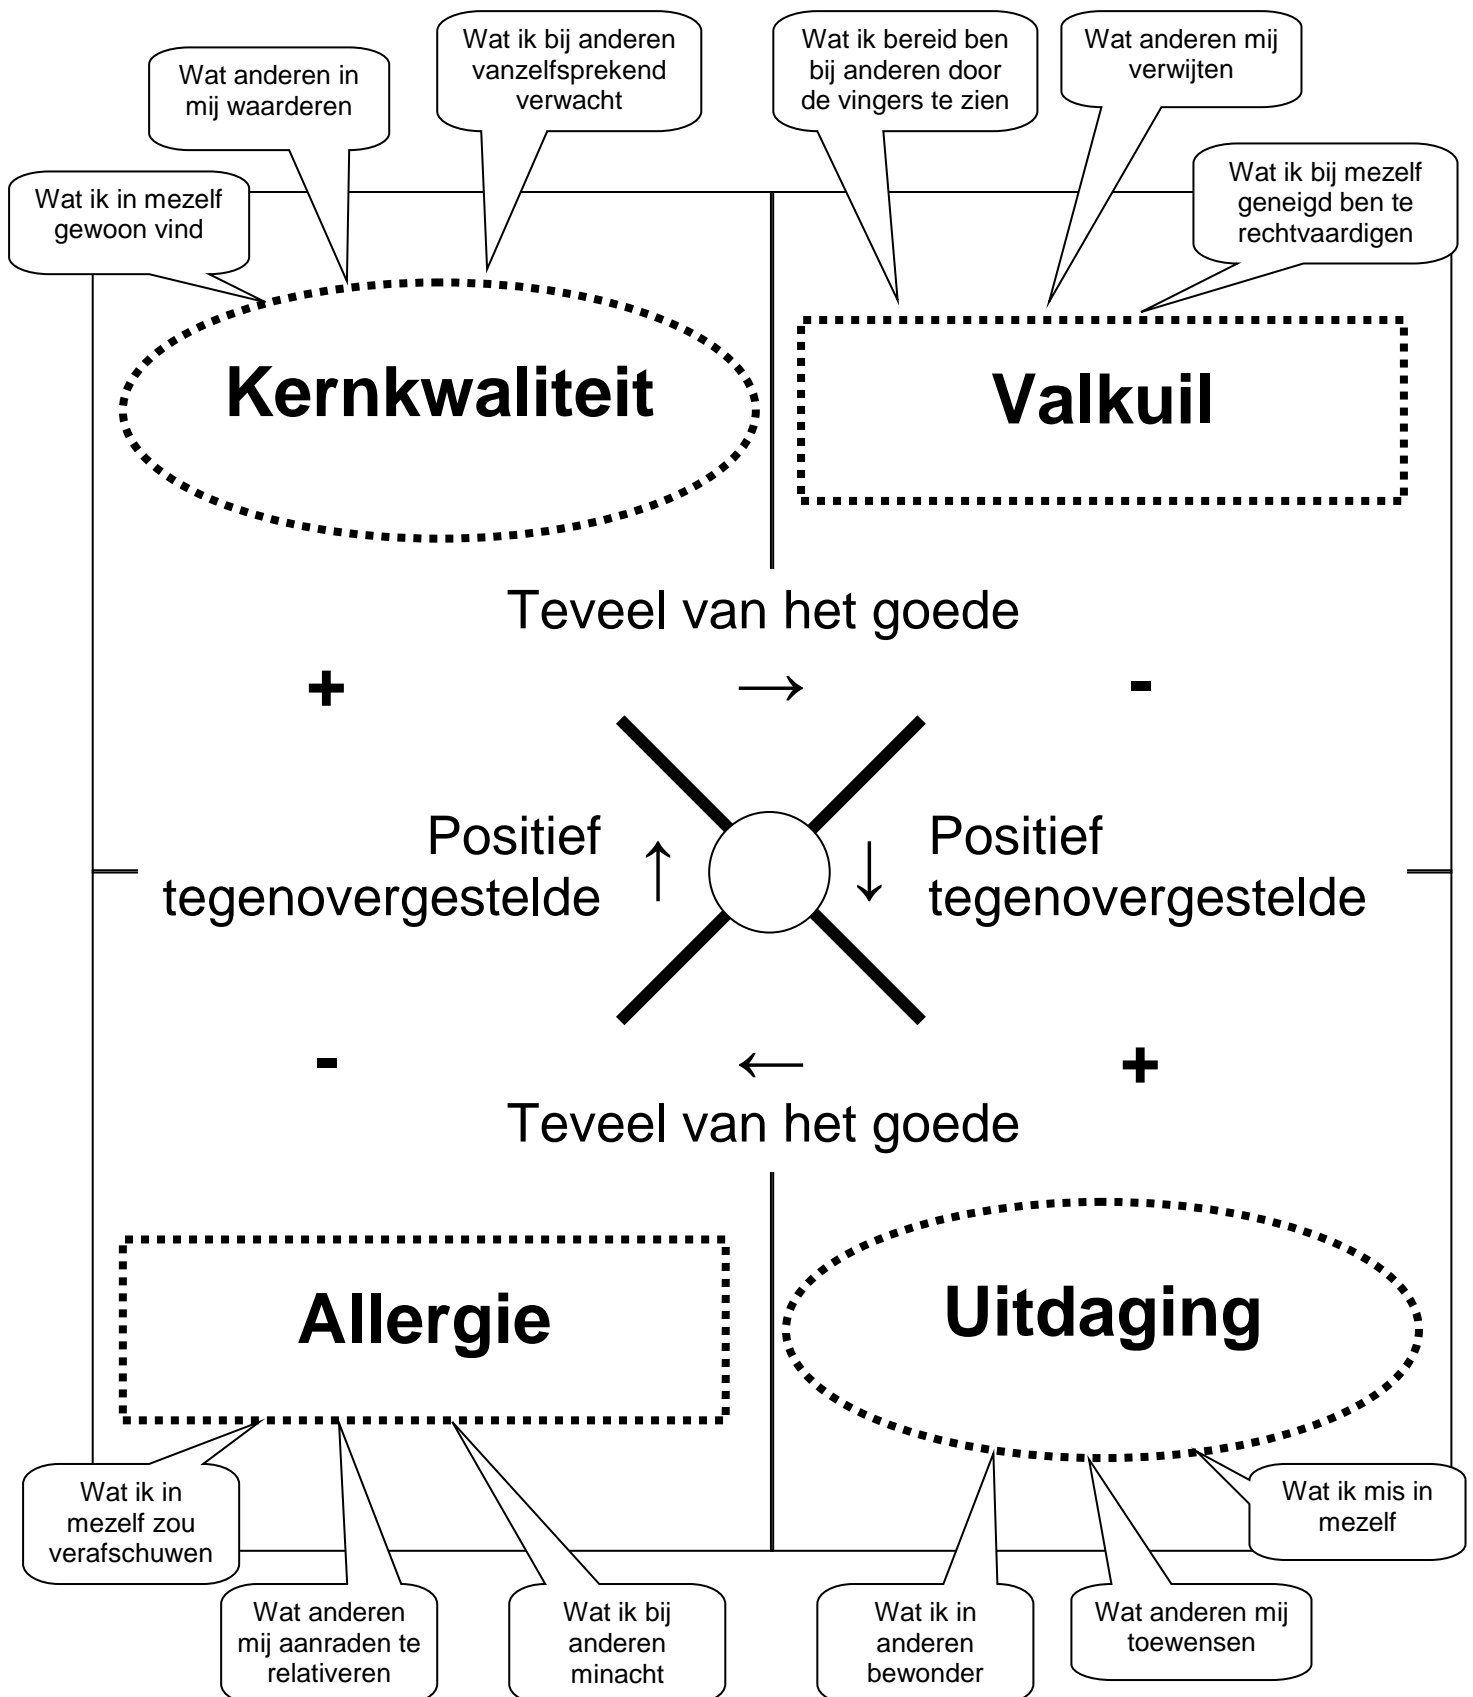 Wat ik bij anderen
vanzelfsprekend
verwacht
Wat ik bereid ben
bij anderen door
de vingers te zien
Wat anderen mij
verwijten
Wat anderen in
mij waarderen
Wat ik in mezelf
gewoon vind
Wat ik bij mezelf
geneigd ben te
rechtvaardigen
Kernkwaliteit
Valkuil
Teveel van het goede
+
→
-
Positief
tegenovergestelde
↑
↓
Positief
tegenovergestelde
-
←
+
Teveel van het goede
Allergie
Uitdaging
Wat ik in
mezelf zou
verafschuwen
Wat anderen
mij aanraden te
relativeren
Wat ik bij
anderen
minacht
Wat ik in
anderen
bewonder
Wat anderen mij
toewensen
Wat ik mis in
mezelf